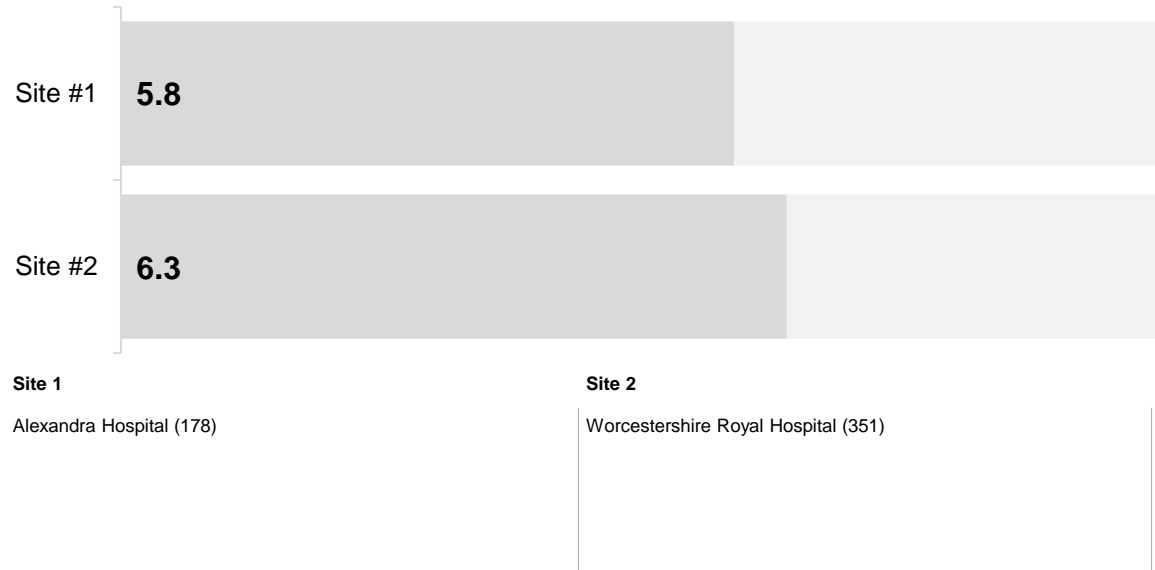 Site #1 5.8
Site #2 6.3
Site 1 Site 2
Alexandra Hospital (178) Worcestershire Royal Hospital (351)